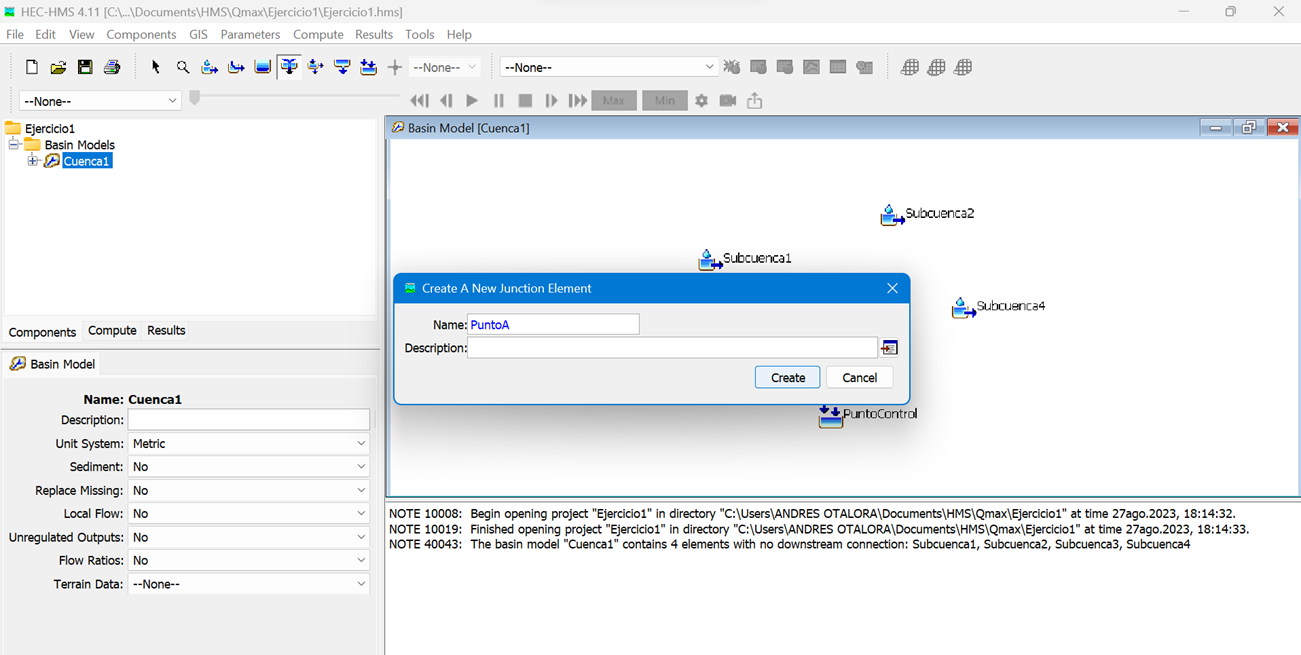 HEC-HMS 4.11 [C:\...\Documents\HMS\Qmax\Ejercicio1\Ejercicio1.hms]
File Edit View Components GIS Parameters Compute Results Tools Help
--None-- --None--
--None-- Max Min
Ejercicio1
Basin Models
Cuenca1
Components Compute Results
Basin Model
Name: Cuenca1
Description:
Unit System: Metric
Sediment: No
Replace Missing: No
Local Flow: No
Unregulated Outputs: No
Flow Ratios: No
Terrain Data: --None--
Basin Model [Cuenca1]
Subcuenca2
Subcuenca1
Subcuenca4
Create A New Junction Element
Name: PuntoA
Description:
Create Cancel
PuntoControl
NOTE 10008: Begin opening project "Ejercicio1" in directory "C:\Users\ANDRES OTALORA\Documents\HMS\Qmax\Ejercicio1" at time 27ago.2023, 18:14:32.
NOTE 10019: Finished opening project "Ejercicio1" in directory "C:\Users\ANDRES OTALORA\Documents\HMS\Qmax\Ejercicio1" at time 27ago.2023, 18:14:33.
NOTE 40043: The basin model "Cuenca1" contains 4 elements with no downstream connection: Subcuenca1, Subcuenca2, Subcuenca3, Subcuenca4